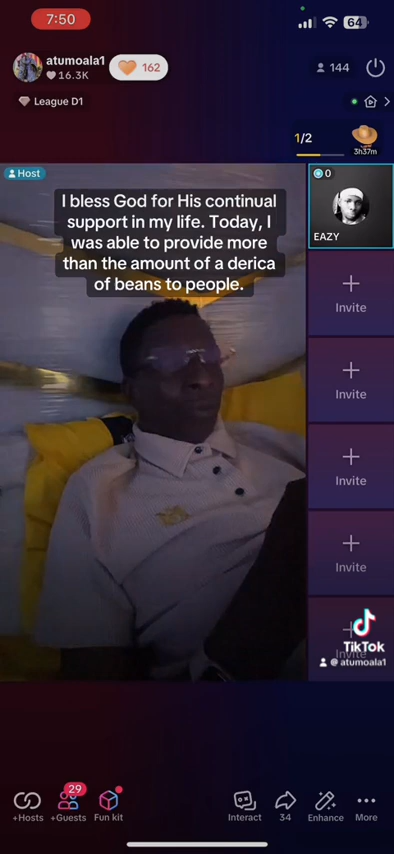 7:50
64
atumoala1
16.3K
162
144
League D1
1/2
3h37m
Host
0
I bless God for His continual
support in my life. Today, I
was able to provide more
than the amount of a derica
of beans to people.
EAZY
Invite
Invite
Invite
Invite
Invite
TikTok
@atumoala1
29
+Hosts
+Guests
Fun kit
Interact
34
Enhance
More